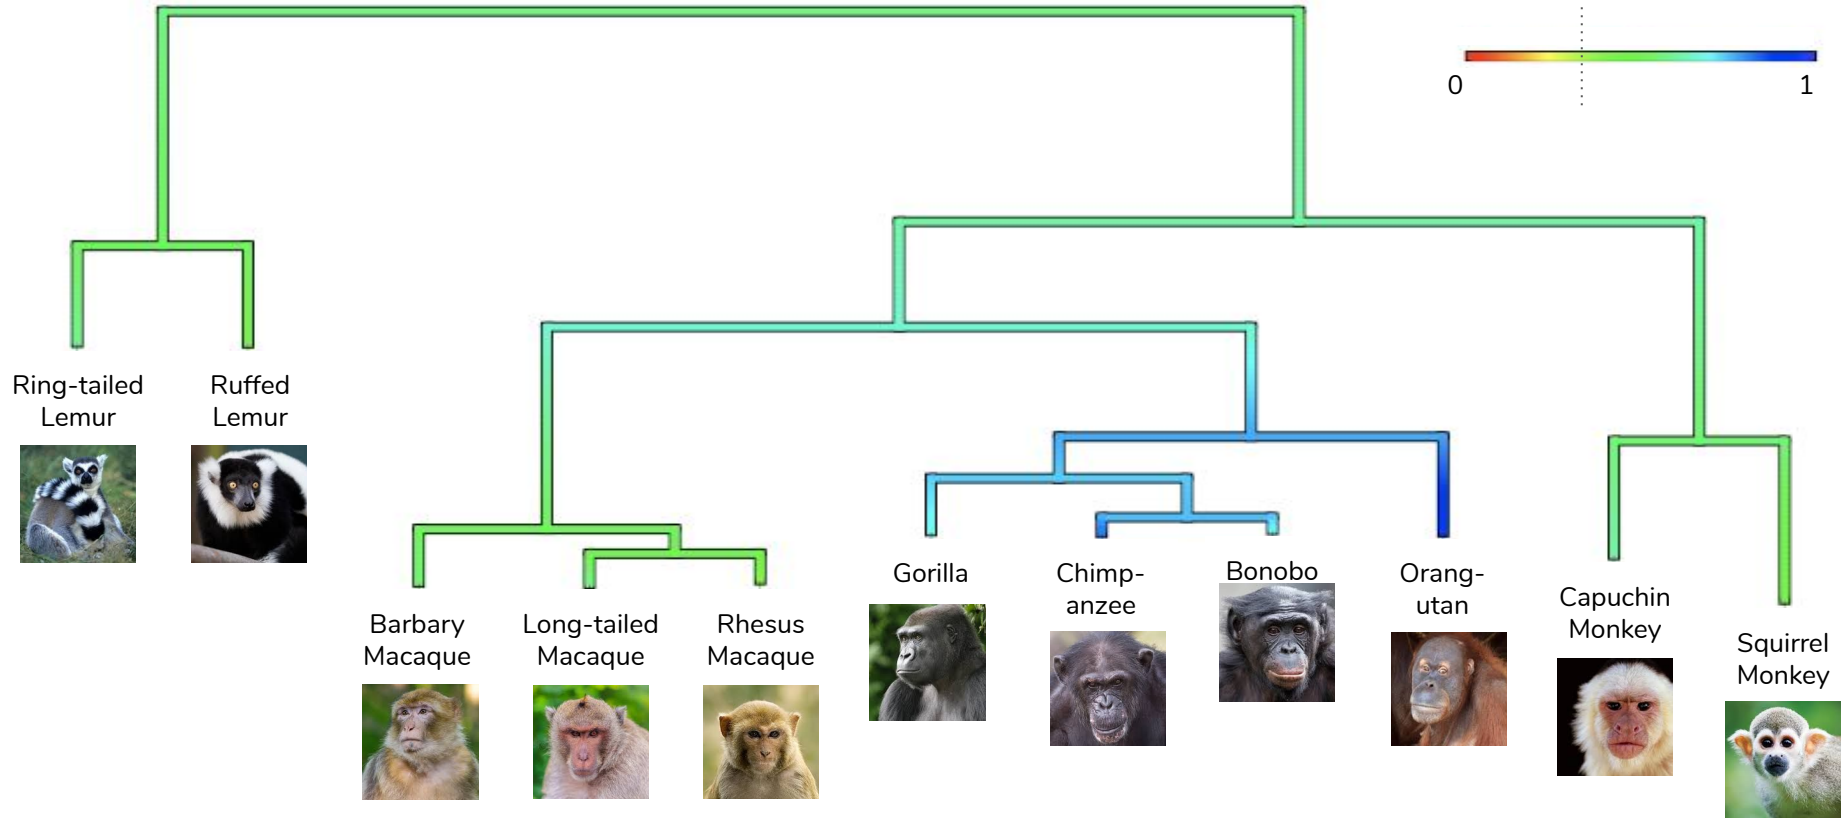 0
1
Ring-tailed
Lemur
Ruffed
Lemur
Barbary
Macaque
Long-tailed
Macaque
Rhesus
Macaque
Gorilla
Chimp-
anzee
Bonobo
Orang-
utan
Capuchin
Monkey
Squirrel
Monkey